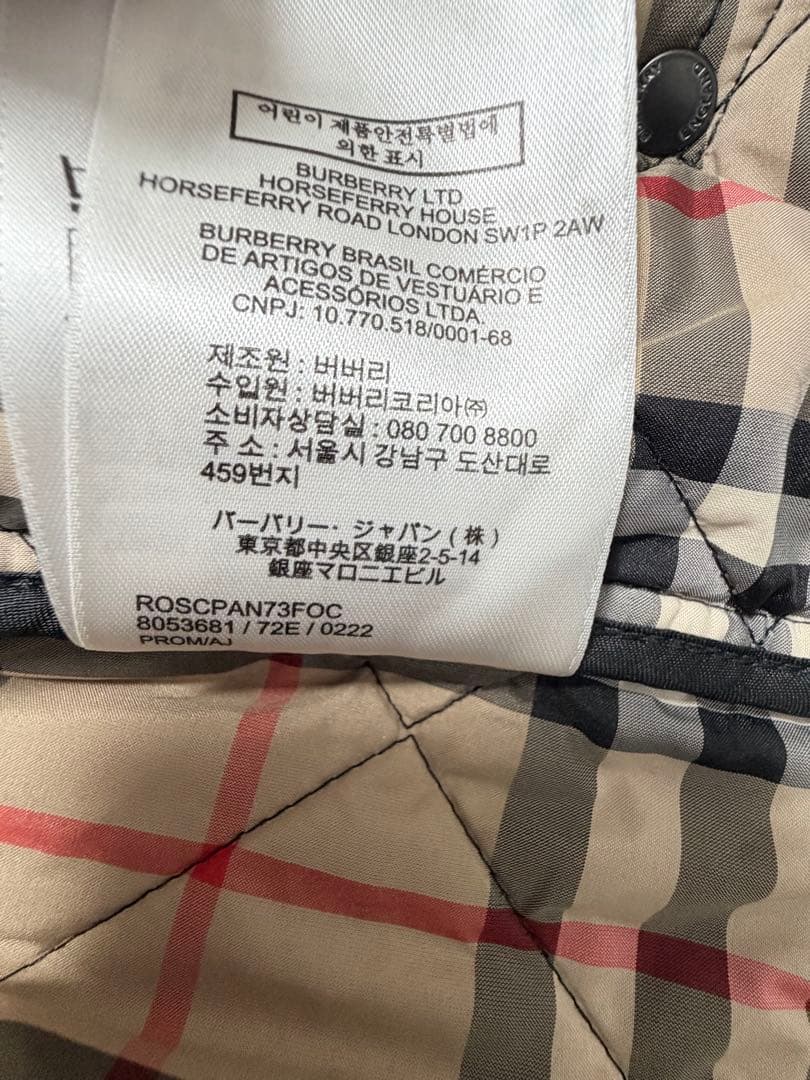 어린이 제품안전특별법에
의한 표시
BURBERRY LTD
HORSEFERRY HOUSE
HORSEFERRY ROAD LONDON SW1P 2AW
BURBERRY BRASIL COMÉRCIO
DE ARTIGOS DE VESTUÁRIO E
ACESSÓRIOS LTDA
CNPJ: 10.770.518/0001-68
제조원 : 버버리
수입원 : 버버리코리아㈜
소비자상담실 : 080 700 8800
주 소 : 서울시 강남구 도산대로
459번지
バーバリー・ジャパン(株)
東京都中央区銀座2-5-14
銀座マロニエビル
ROSCPAN73FOC
8053681 / 72E / 0222
PROM/AJ